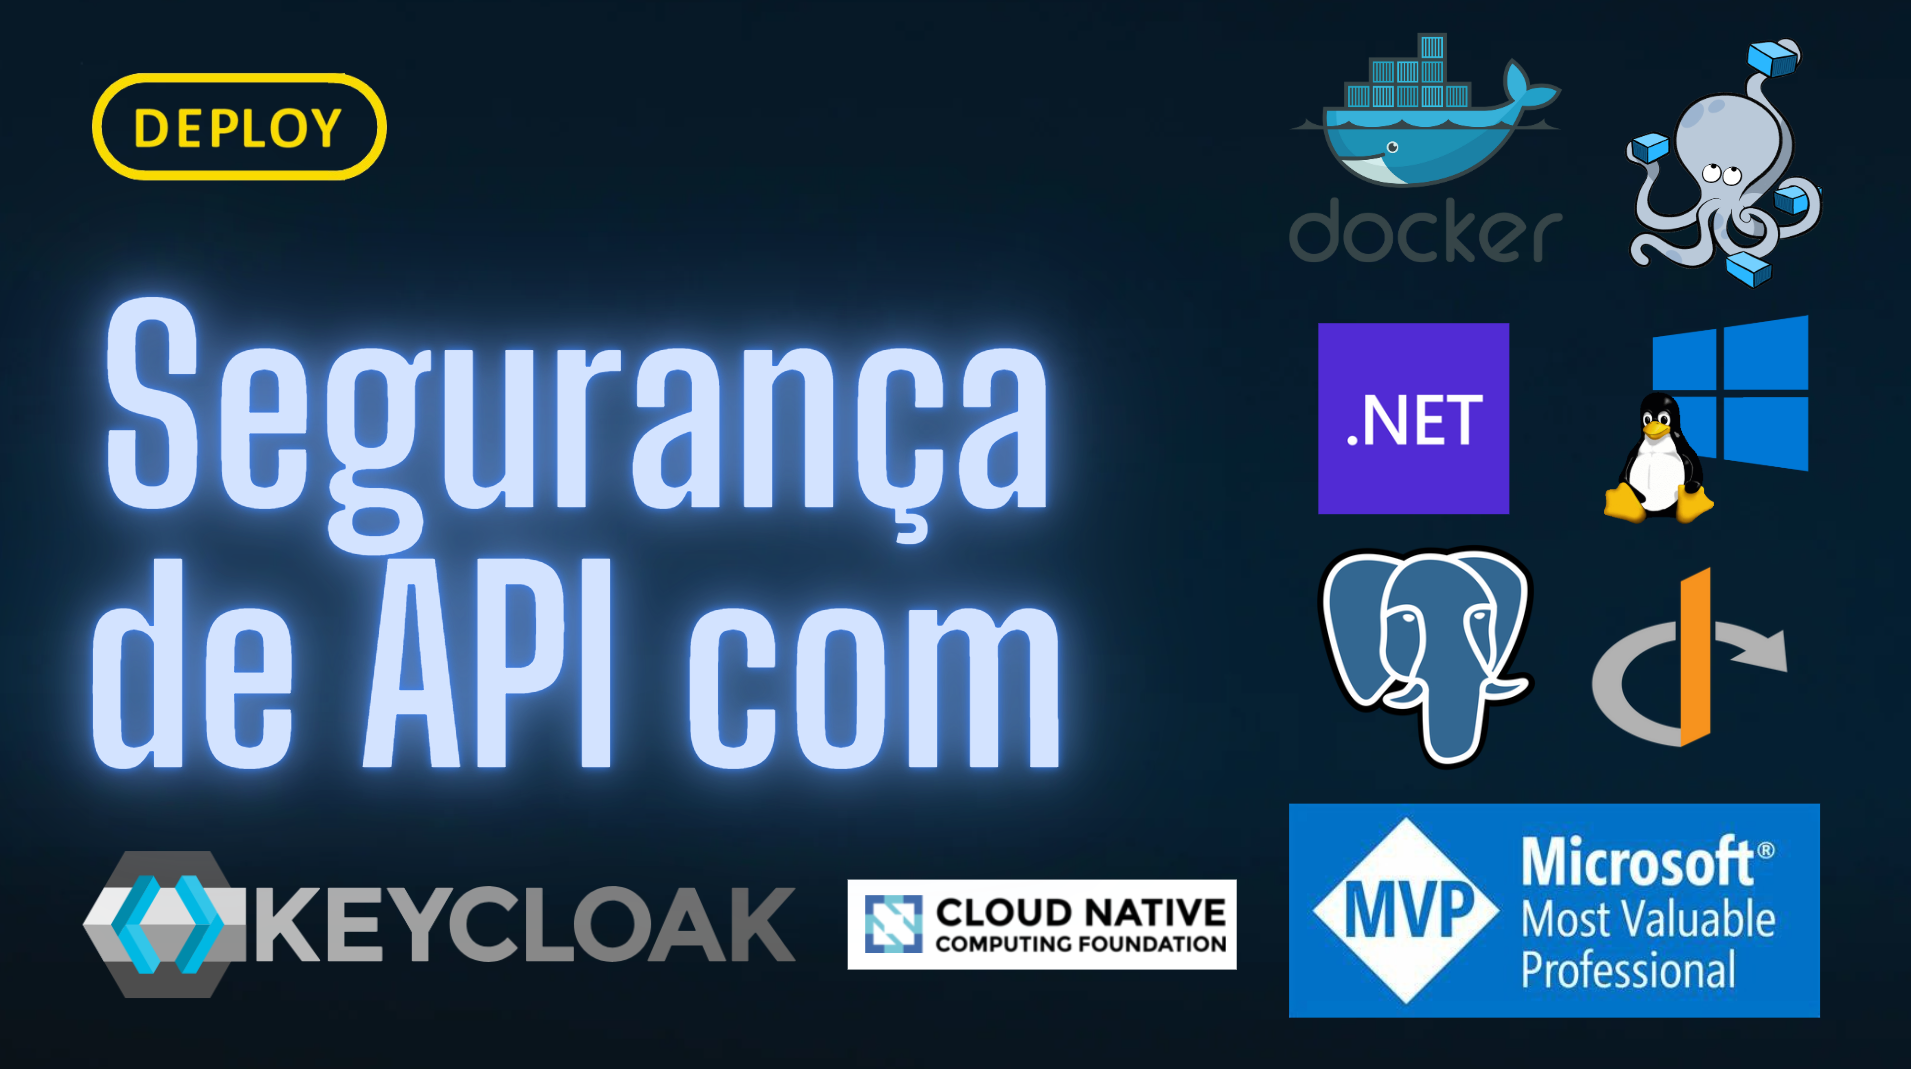 DEPLOY
Segurança
de API com
KEYCLOAK
CLOUD NATIVE
COMPUTING FOUNDATION
docker
.NET
MVP
Microsoft®
Most Valuable
Professional